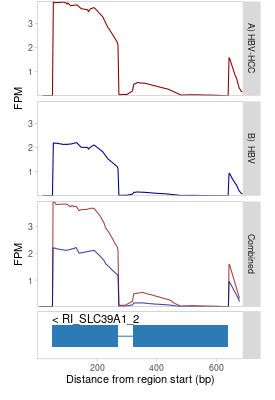 A) HBV-HCC
3
2
1
FPM
B) HBV
3
2
1
Combined
3
2
1
FPM
< RI_SLC39A1_2
200
400
600
Distance from region start (bp)